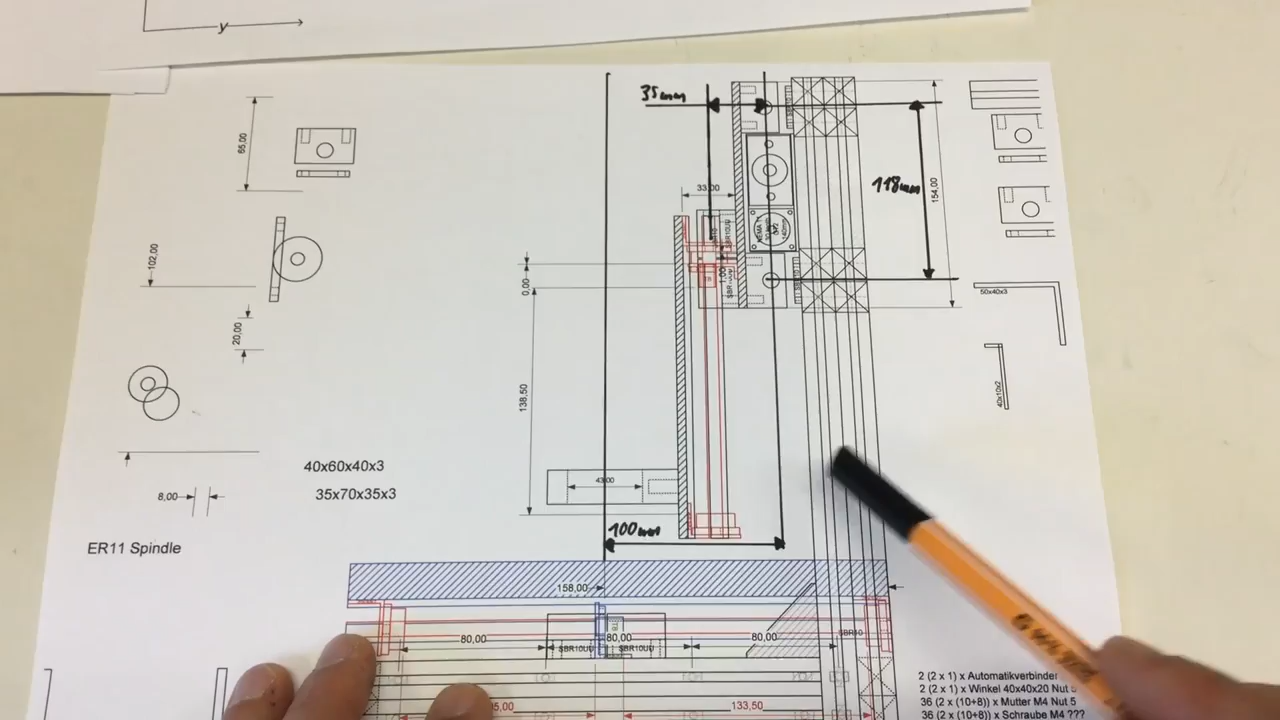 y
35mm
65,00
33,00
118mm
154,00
102,00
0,00
1,00
50x40x3
20,00
138,50
40x10x2
40x60x40x3
35x70x35x3
43,00
8,00
100mm
ER11 Spindle
158,00
80,00
80,00
80,00
SBR10
SBR10UU
SBR10UU
133,50
2 (2 x 1) x Automatikverbinder
2 (2 x 1) x Winkel 40x40x20 Nut 5
36 (2 x (10+8)) x Mutter M4 Nut 5
36 (2 x (10+8)) x Schraube M4 ???